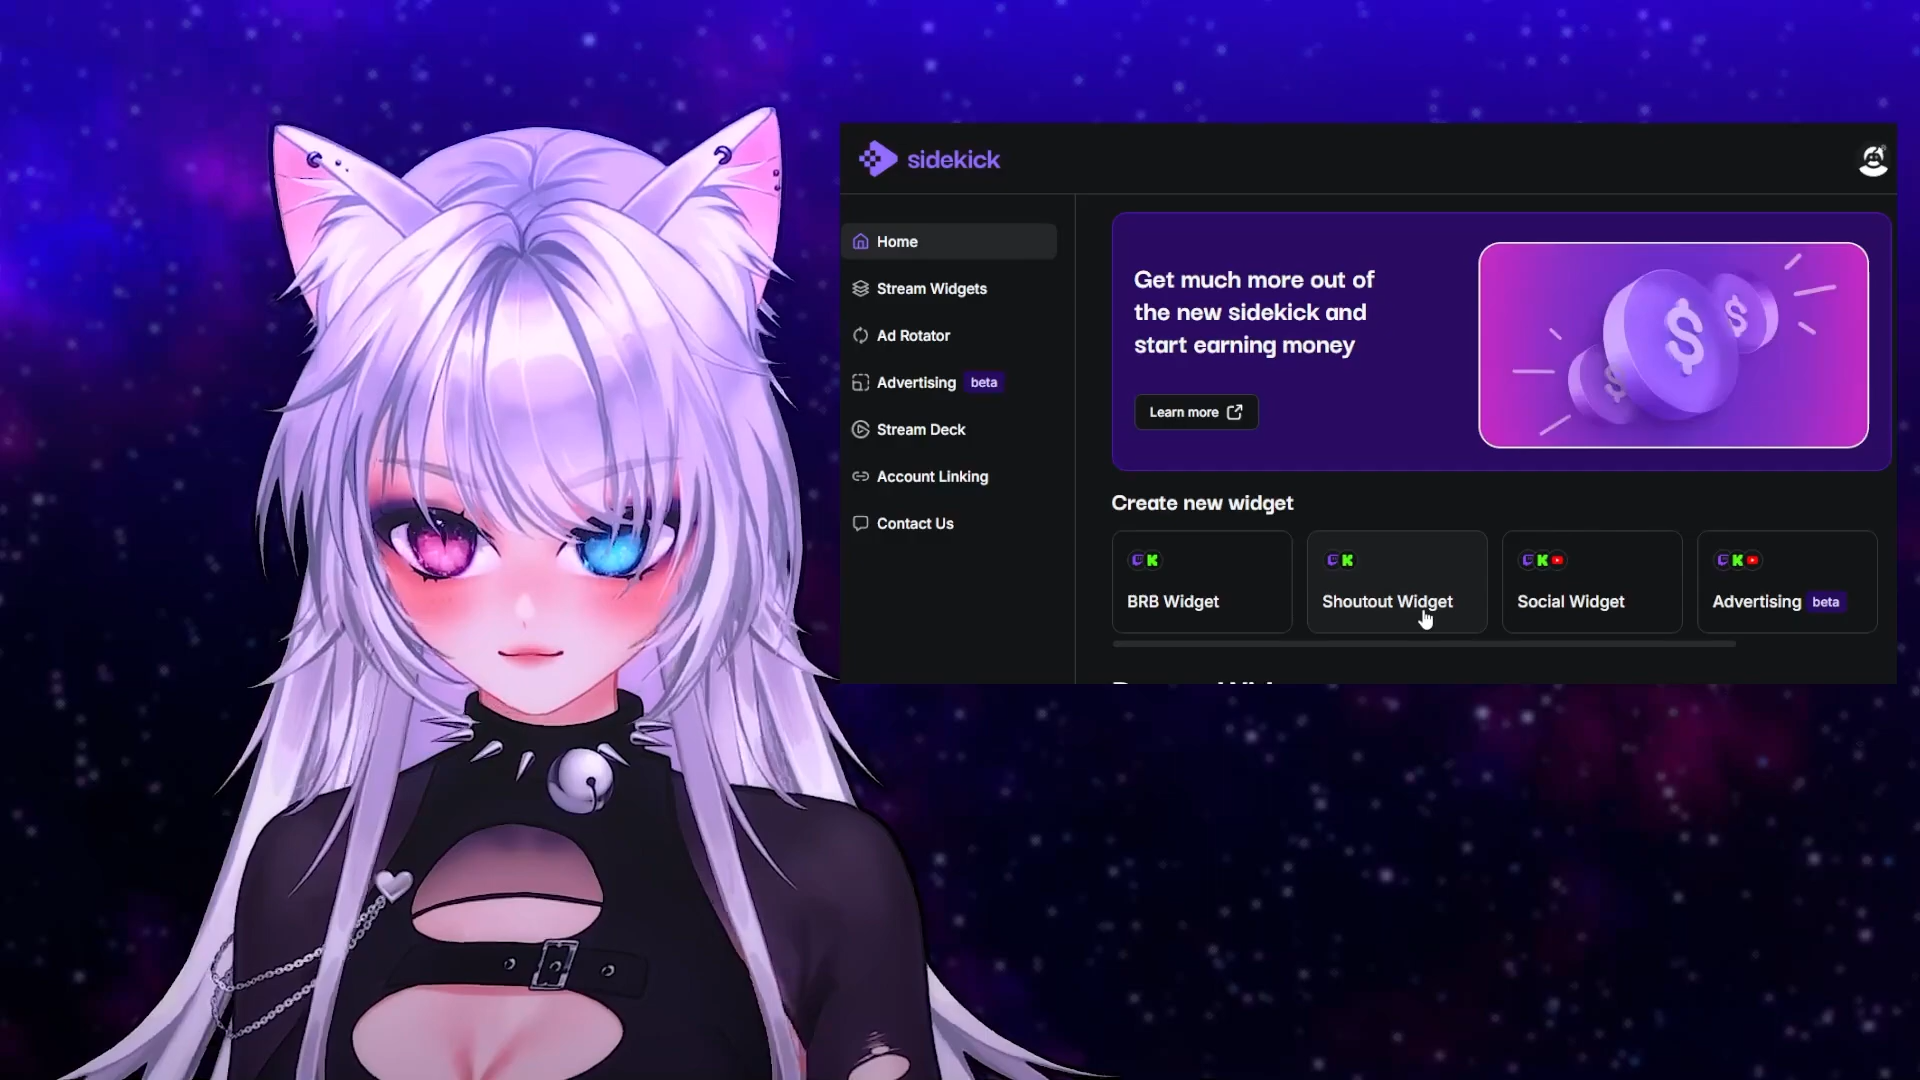 sidekick
Home
Stream Widgets
Ad Rotator
Advertising beta
Stream Deck
Account Linking
Contact Us
Get much more out of
the new sidekick and
start earning money
Learn more
Create new widget
BRB Widget
Shoutout Widget
Social Widget
Advertising beta